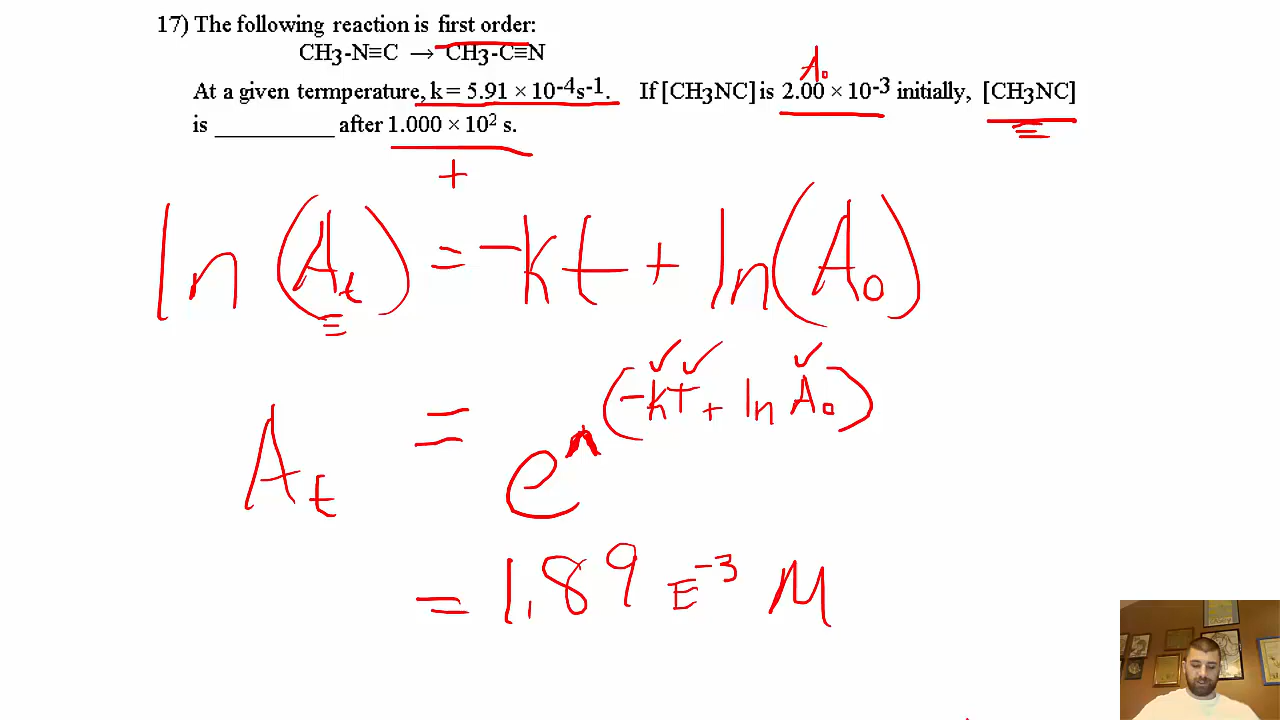 17) The following reaction is first order:
CH3-N≡C → CH3-C≡N
A₀
At a given termperature, k = 5.91 × 10-4s-1. If [CH3NC] is 2.00 × 10-3 initially, [CH3NC]
is __________ after 1.000 × 10² s.
t
ln (Aₜ) = -kt + ln(A₀)
Aₜ = e^(-kt + ln A₀)
= 1.89 E⁻³ M